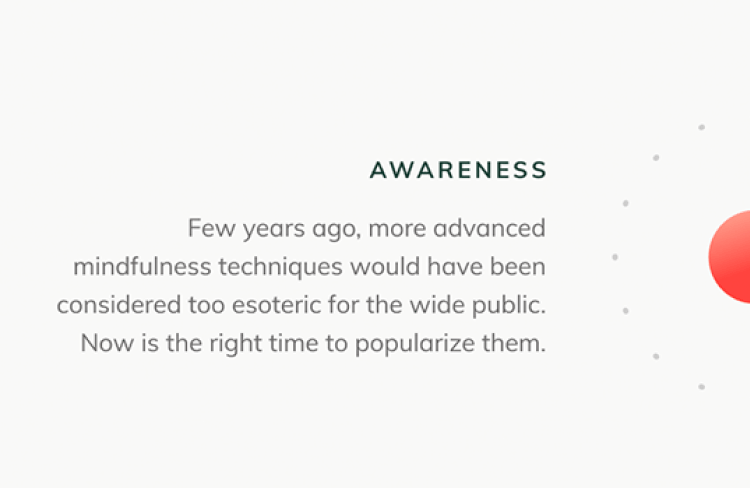 AWARENESS
Few years ago, more advanced
mindfulness techniques would have been
considered too esoteric for the wide public.
Now is the right time to popularize them.